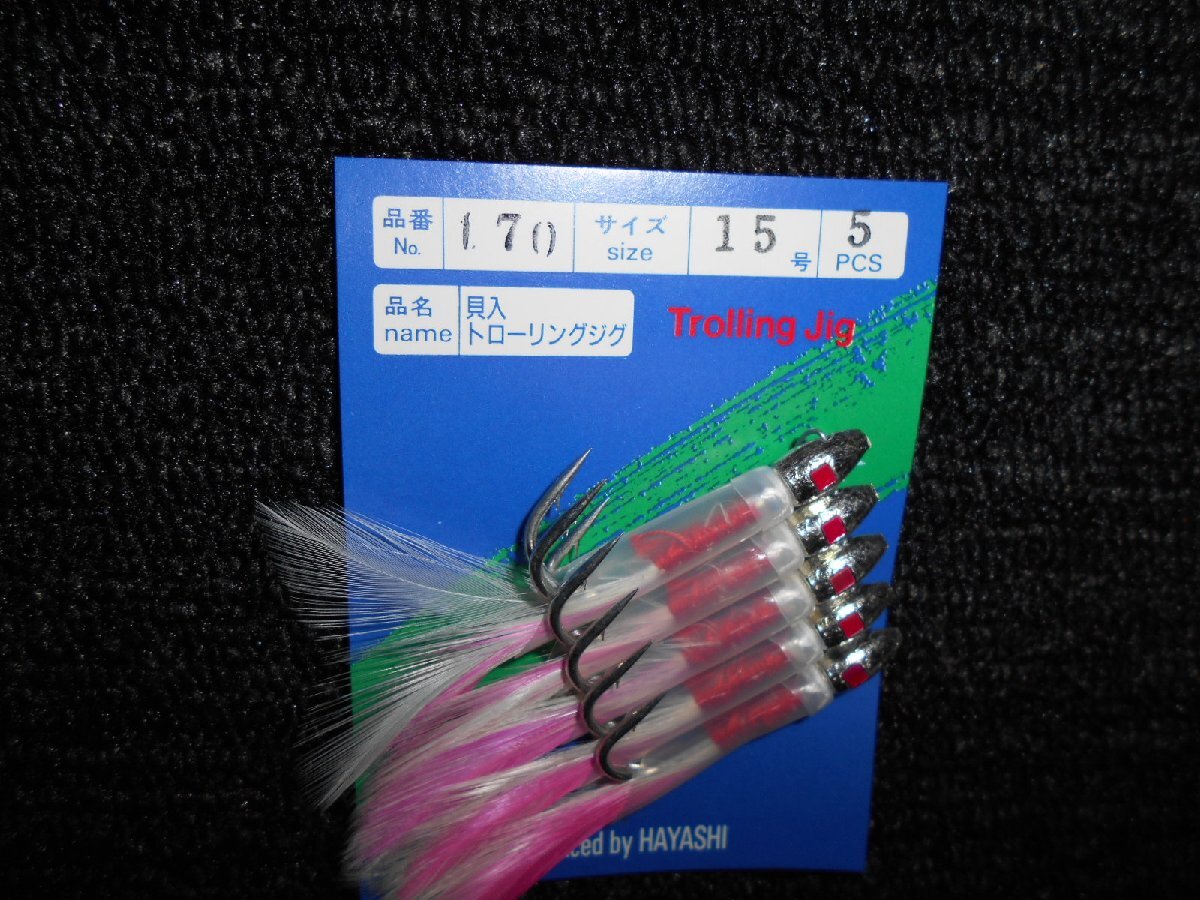 品番 170 サイズ 15 5
No. size 号 PCS
品名 貝入
name トローリングジグ
Trolling Jig
by HAYASHI